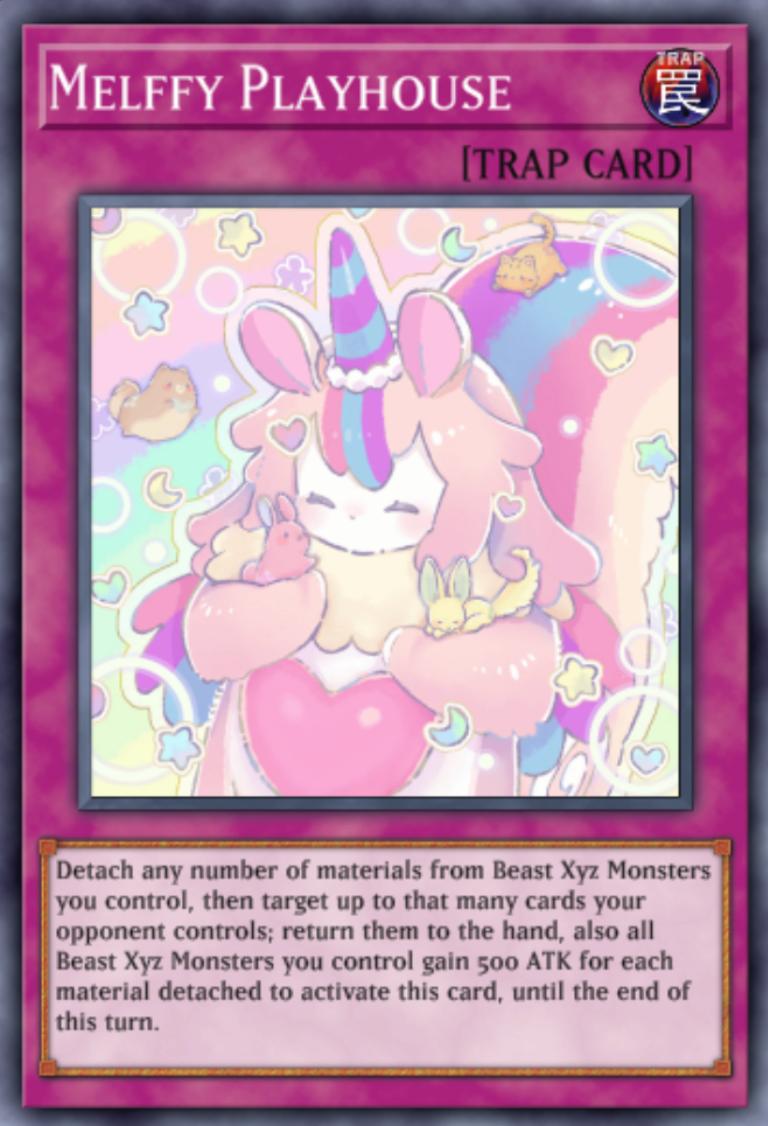 MELFFY PLAYHOUSE
TRAP
罠
[TRAP CARD]
Detach any number of materials from Beast Xyz Monsters
you control, then target up to that many cards your
opponent controls; return them to the hand, also all
Beast Xyz Monsters you control gain 500 ATK for each
material detached to activate this card, until the end of
this turn.